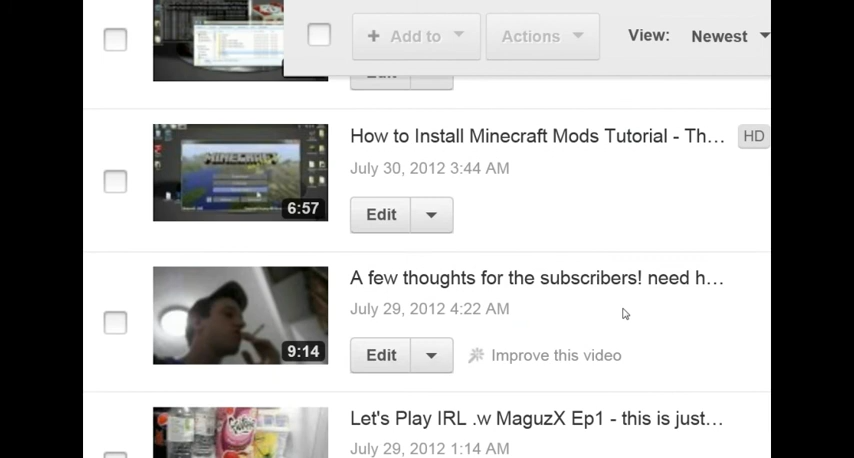 Add to
Actions
View:
Newest
Edit
How to Install Minecraft Mods Tutorial - Th...
HD
July 30, 2012 3:44 AM
MINECRAFT
6:57
Edit
A few thoughts for the subscribers! need h...
July 29, 2012 4:22 AM
9:14
Edit
Improve this video
Let's Play IRL .w MaguzX Ep1 - this is just...
July 29, 2012 1:14 AM